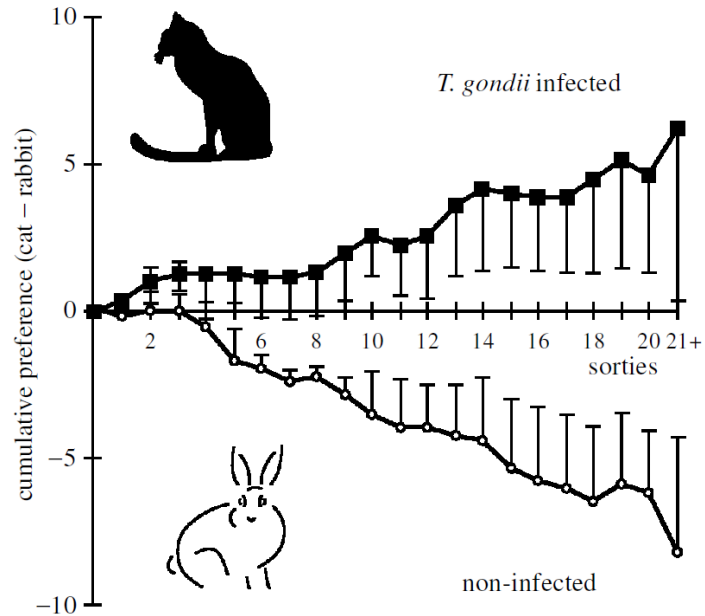 10
T. gondii infected
5
cumulative preference (cat – rabbit)
0
2 4 6 8 10 12 14 16 18 20 21+
sorties
–5
non-infected
–10